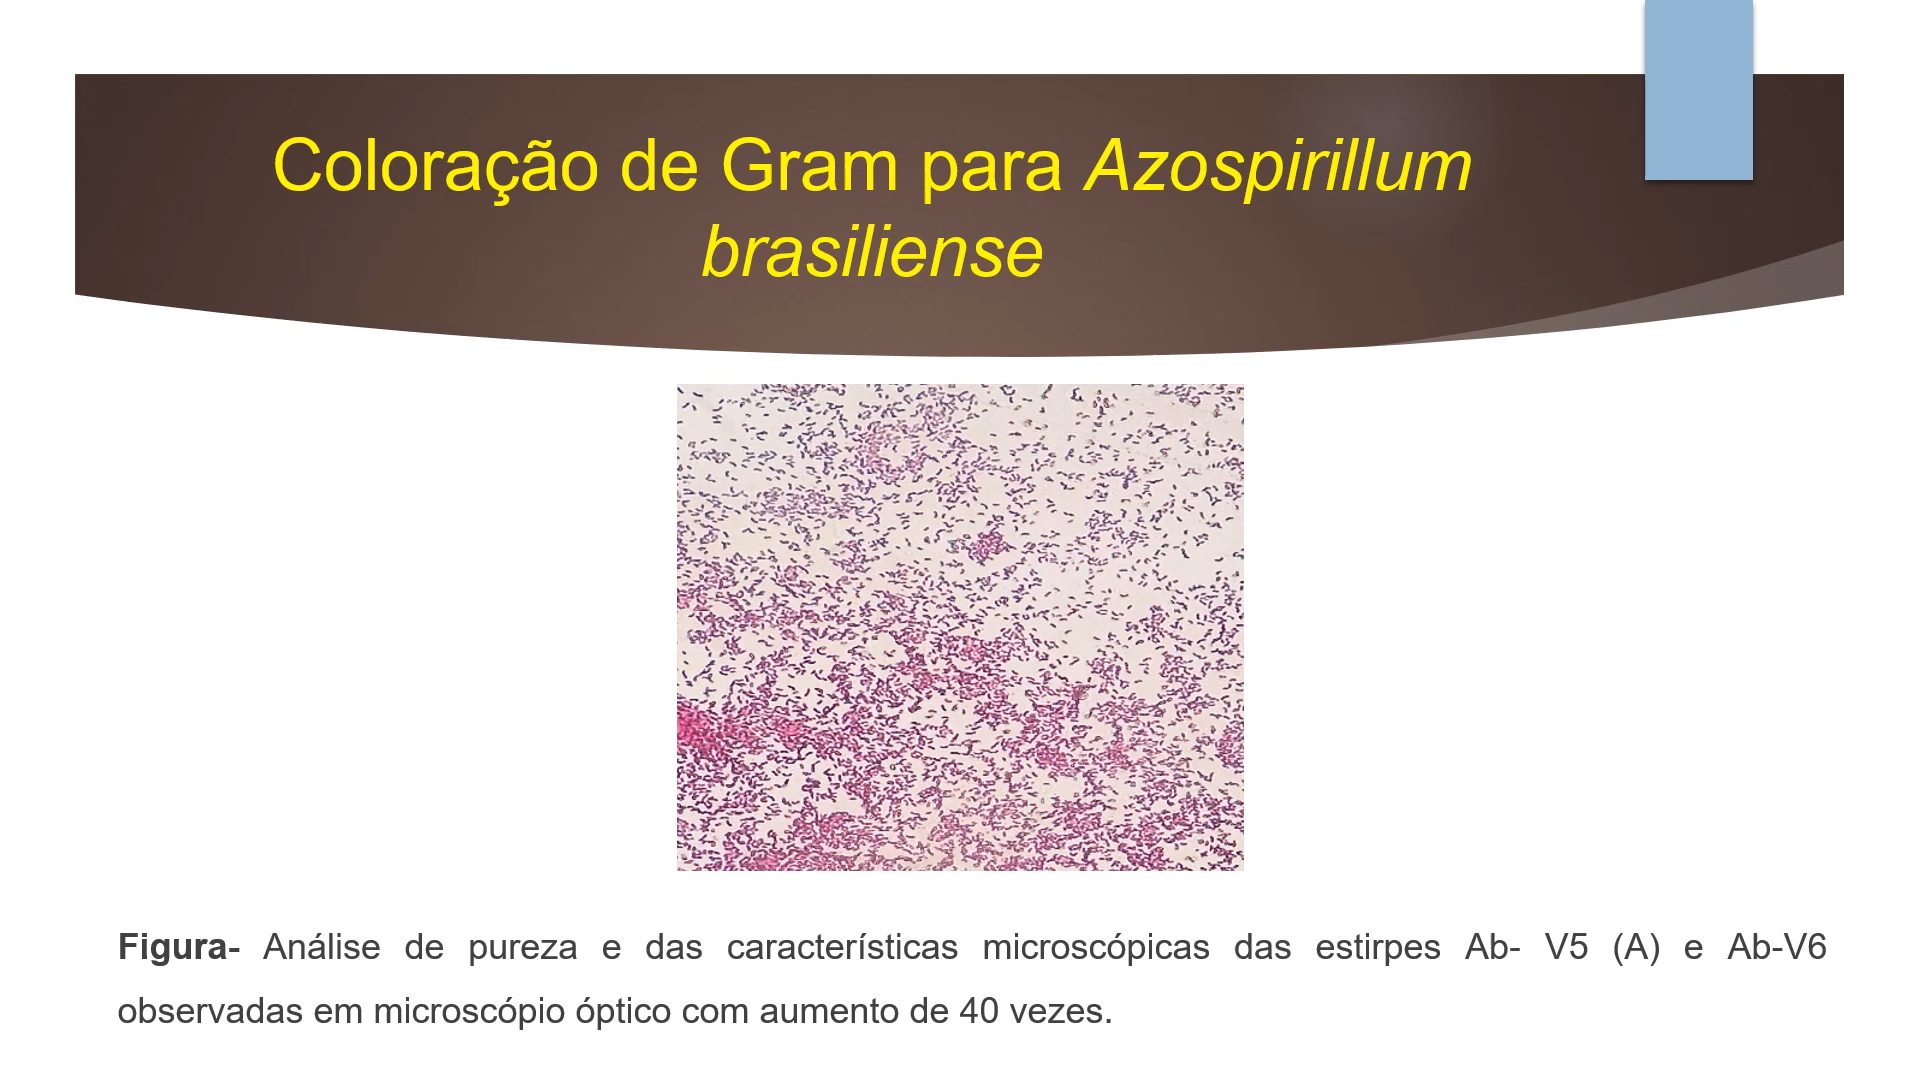 Coloração de Gram para Azospirillum
brasiliense
Figura- Análise de pureza e das características microscópicas das estirpes Ab- V5 (A) e Ab-V6
observadas em microscópio óptico com aumento de 40 vezes.